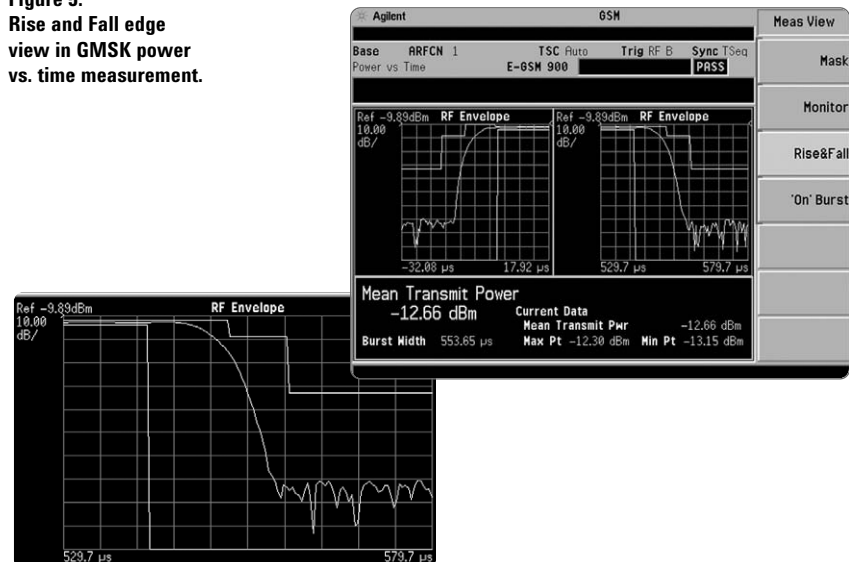 Figure 5.
Rise and Fall edge
view in GMSK power
vs. time measurement.
Agilent GSM
Meas View
Base ARFCN 1 TSC Auto Trig RF B Sync TSeq
Power vs Time E-GSM 900 PASS
Mask
Monitor
Rise&Fall
'On' Burst
Ref -9.89dBm RF Envelope
10.00
dB/
-32.08 µs 17.92 µs
Ref -9.89dBm RF Envelope
10.00
dB/
529.7 µs 579.7 µs
Mean Transmit Power
-12.66 dBm
Current Data
Mean Transmit Pwr -12.66 dBm
Burst Width 553.65 µs Max Pt -12.30 dBm Min Pt -13.15 dBm
Ref -9.89dBm RF Envelope
10.00
dB/
529.7 µs 579.7 µs